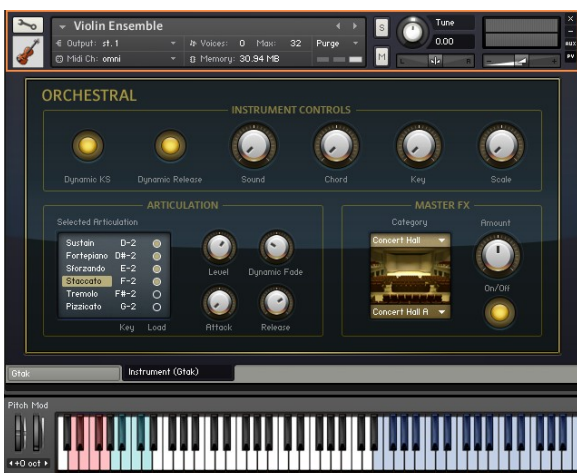 Violin Ensemble
Output: st.1 Voices: 0 Max: 32 Purge
Midi Ch: omni Memory: 30.94 MB
S
M
Tune
0.00
L R
- +
×
-
AUX
PV
ORCHESTRAL
INSTRUMENT CONTROLS
Dynamic KS Dynamic Release Sound Chord Key Scale
ARTICULATION
Selected Articulation
Sustain D-2
Fortepiano D#-2
Sforzando E-2
Staccato F-2
Tremolo F#-2
Pizzicato G-2
Key Load
Level Dynamic Fade
Attack Release
MASTER FX
Category Amount
Concert Hall
On/Off
Concert Hall A
Gtak Instrument (Gtak)
Pitch Mod
+0 oct